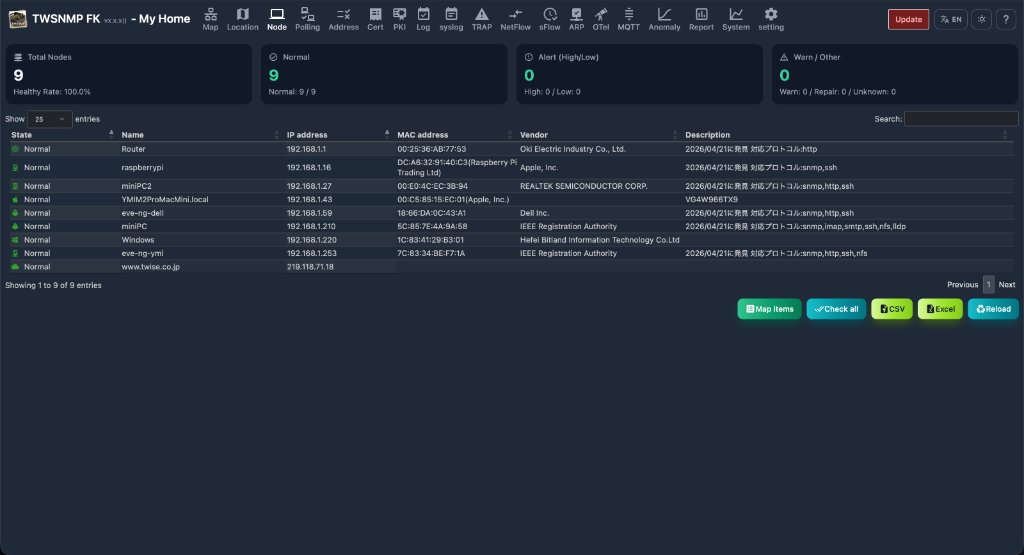 TWSNMP FK vx.x.x() - My Home
Map Location Node Polling Address Cert PKI Log syslog TRAP NetFlow sFlow ARP OTel MQTT Anomaly Report System setting
Update EN ?
Total Nodes
9
Healthy Rate: 100.0%
Normal
9
Normal: 9 / 9
Alert (High/Low)
0
High: 0 / Low: 0
Warn / Other
0
Warn: 0 / Repair: 0 / Unknown: 0
Show 25 entries Search:
State Name IP address MAC address Vendor Description
Normal Router 192.168.1.1 00:25:36:AB:77:53 Oki Electric Industry Co., Ltd. 2026/04/21に発見 対応プロトコル:http
Normal raspberrypi 192.168.1.16 DC:A6:32:91:40:C3(Raspberry Pi Trading Ltd) Apple, Inc. 2026/04/21に発見 対応プロトコル:snmp,ssh
Normal miniPC2 192.168.1.27 00:E0:4C:EC:3B:94 REALTEK SEMICONDUCTOR CORP. 2026/04/21に発見 対応プロトコル:snmp,http,ssh
Normal YMIM2ProMacMini.local 192.168.1.43 00:C5:85:15:EC:01(Apple, Inc.) VG4W966TX9
Normal eve-ng-dell 192.168.1.59 18:66:DA:0C:43:A1 Dell Inc. 2026/04/21に発見 対応プロトコル:snmp,http,ssh
Normal miniPC 192.168.1.210 5C:85:7E:4A:9A:58 IEEE Registration Authority 2026/04/21に発見 対応プロトコル:snmp,imap,smtp,ssh,nfs,lldp
Normal Windows 192.168.1.220 1C:83:41:29:B3:01 Hefei Bitland Information Technology Co.Ltd
Normal eve-ng-ymi 192.168.1.253 7C:83:34:BE:F7:1A IEEE Registration Authority 2026/04/21に発見 対応プロトコル:snmp,http,ssh,nfs
Normal www.twise.co.jp 219.118.71.18
Showing 1 to 9 of 9 entries Previous 1 Next
Map items Check all CSV Excel Reload